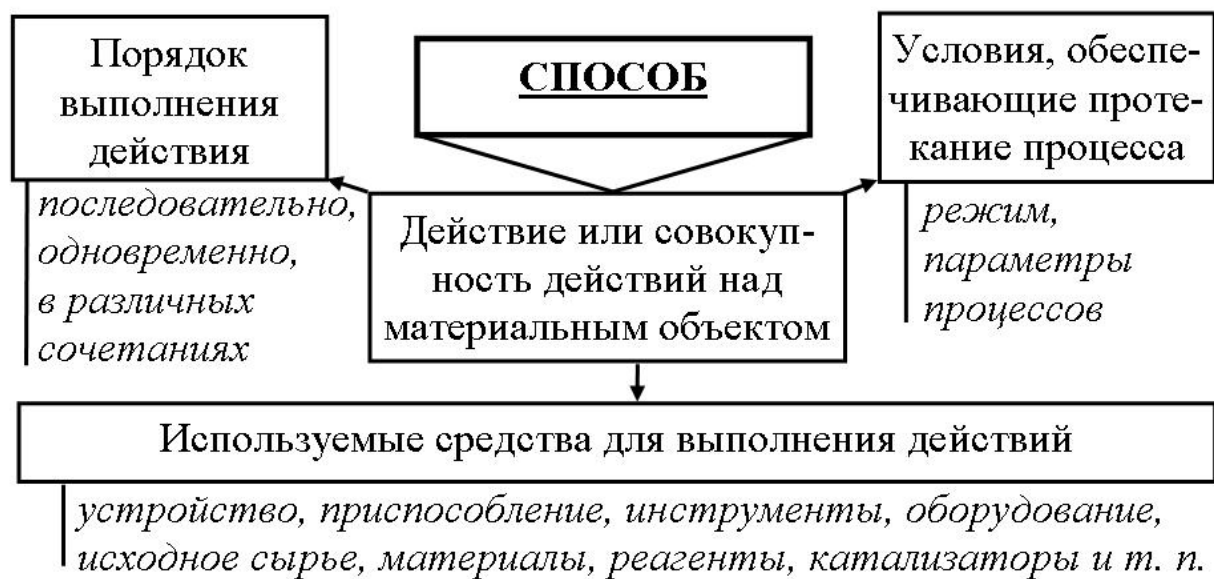 Порядок
выполнения
действия
последовательно,
одновременно,
в различных
сочетаниях
СПОСОБ
Действие или совокуп-
ность действий над
материальным объектом
Условия, обеспе-
чивающие проте-
кание процесса
режим,
параметры
процессов
Используемые средства для выполнения действий
устройство, приспособление, инструменты, оборудование,
исходное сырье, материалы, реагенты, катализаторы и т. п.